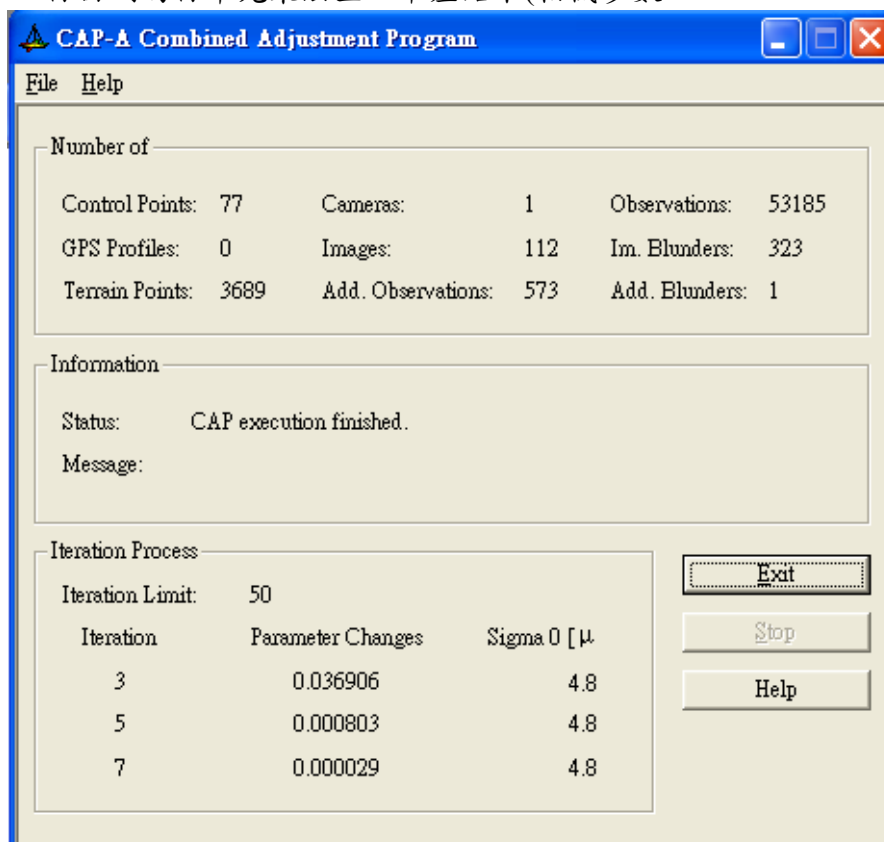 CAP-A Combined Adjustment Program
File Help
Number of
Control Points: 77 Cameras: 1 Observations: 53185
GPS Profiles: 0 Images: 112 Im. Blunders: 323
Terrain Points: 3689 Add. Observations: 573 Add. Blunders: 1
Information
Status: CAP execution finished.
Message:
Iteration Process
Iteration Limit: 50
Iteration Parameter Changes Sigma 0 [ μ
3 0.036906 4.8
5 0.000803 4.8
7 0.000029 4.8
Exit
Stop
Help